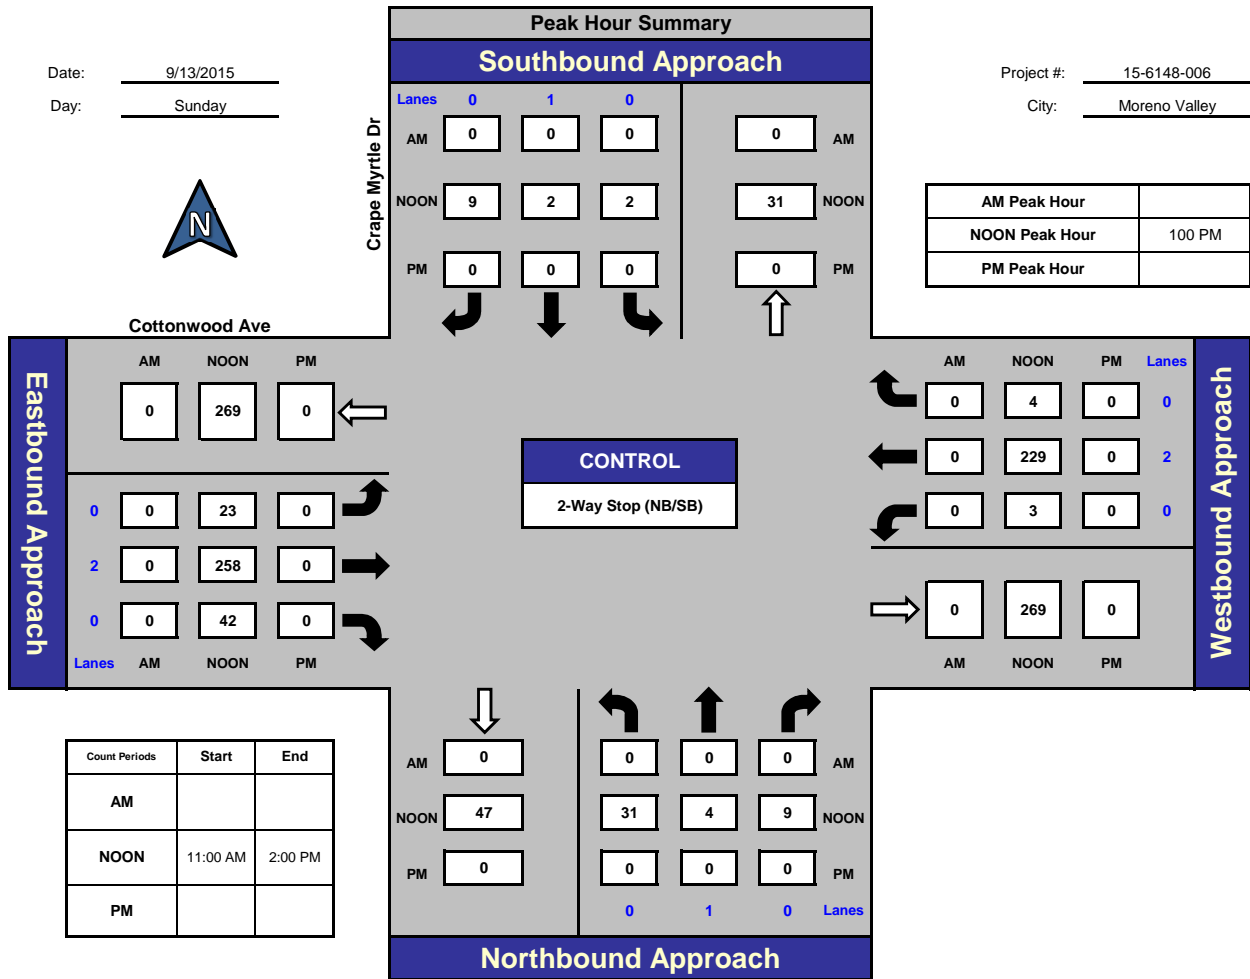 Peak Hour Summary
Southbound Approach
Date: 9/13/2015
Day: Sunday
Project #: 15-6148-006
City: Moreno Valley
Crape Myrtle Dr
Lanes 0 1 0
AM 0 0 0 0 AM
NOON 9 2 2 31 NOON
PM 0 0 0 0 PM
N
AM Peak Hour
NOON Peak Hour 100 PM
PM Peak Hour
Cottonwood Ave
Eastbound Approach
AM NOON PM
0 269 0
0 0 23 0
2 0 258 0
0 0 42 0
Lanes AM NOON PM
CONTROL
2-Way Stop (NB/SB)
AM NOON PM Lanes
0 4 0 0
0 229 0 2
0 3 0 0
0 269 0
AM NOON PM
Westbound Approach
Count Periods Start End
AM
NOON 11:00 AM 2:00 PM
PM
AM 0 0 0 0 AM
NOON 47 31 4 9 NOON
PM 0 0 0 0 PM
0 1 0 Lanes
Northbound Approach